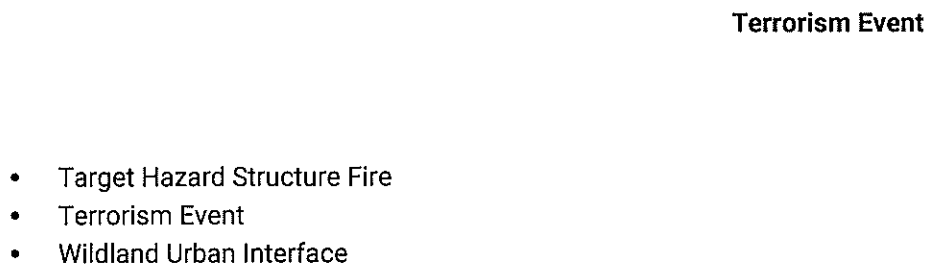 Terrorism Event
• Target Hazard Structure Fire
• Terrorism Event
• Wildland Urban Interface